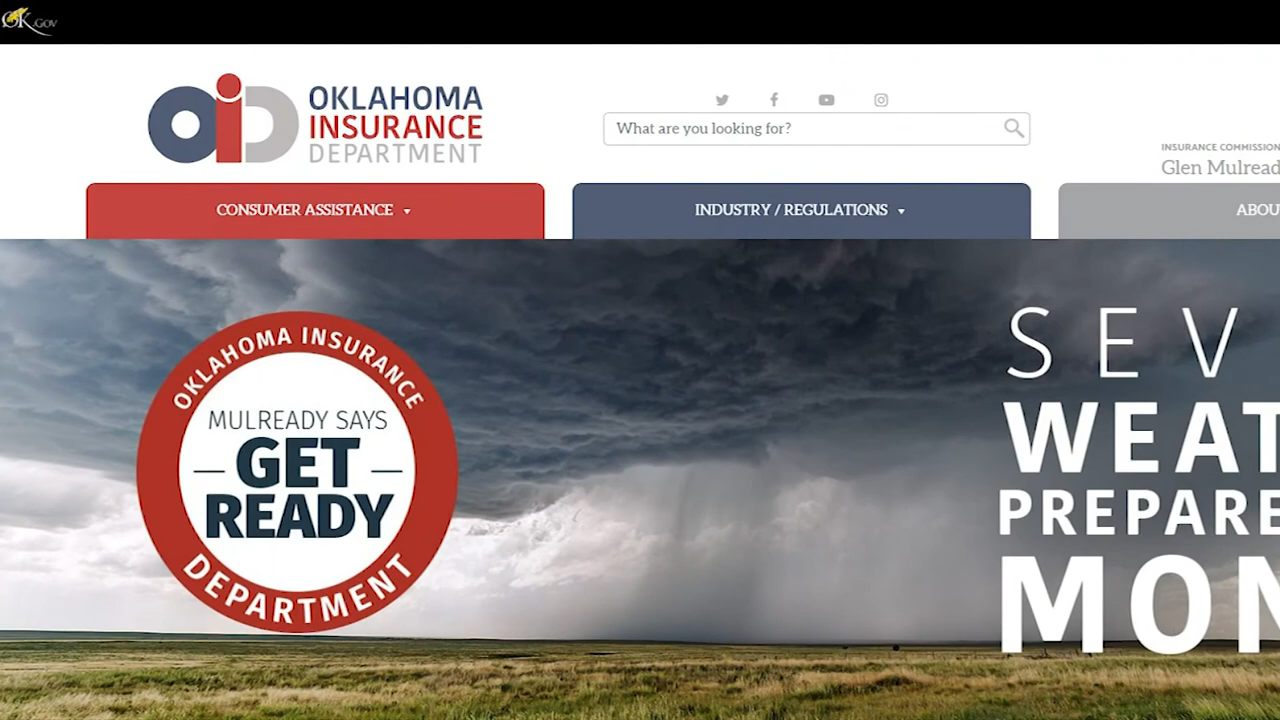 OK.GOV
OKLAHOMA
INSURANCE
DEPARTMENT
What are you looking for?
INSURANCE COMMISSION
Glen Mulread
CONSUMER ASSISTANCE
INDUSTRY / REGULATIONS
ABOU
OKLAHOMA INSURANCE
MULREADY SAYS
GET
READY
DEPARTMENT
SEV
WEAT
PREPARE
MON